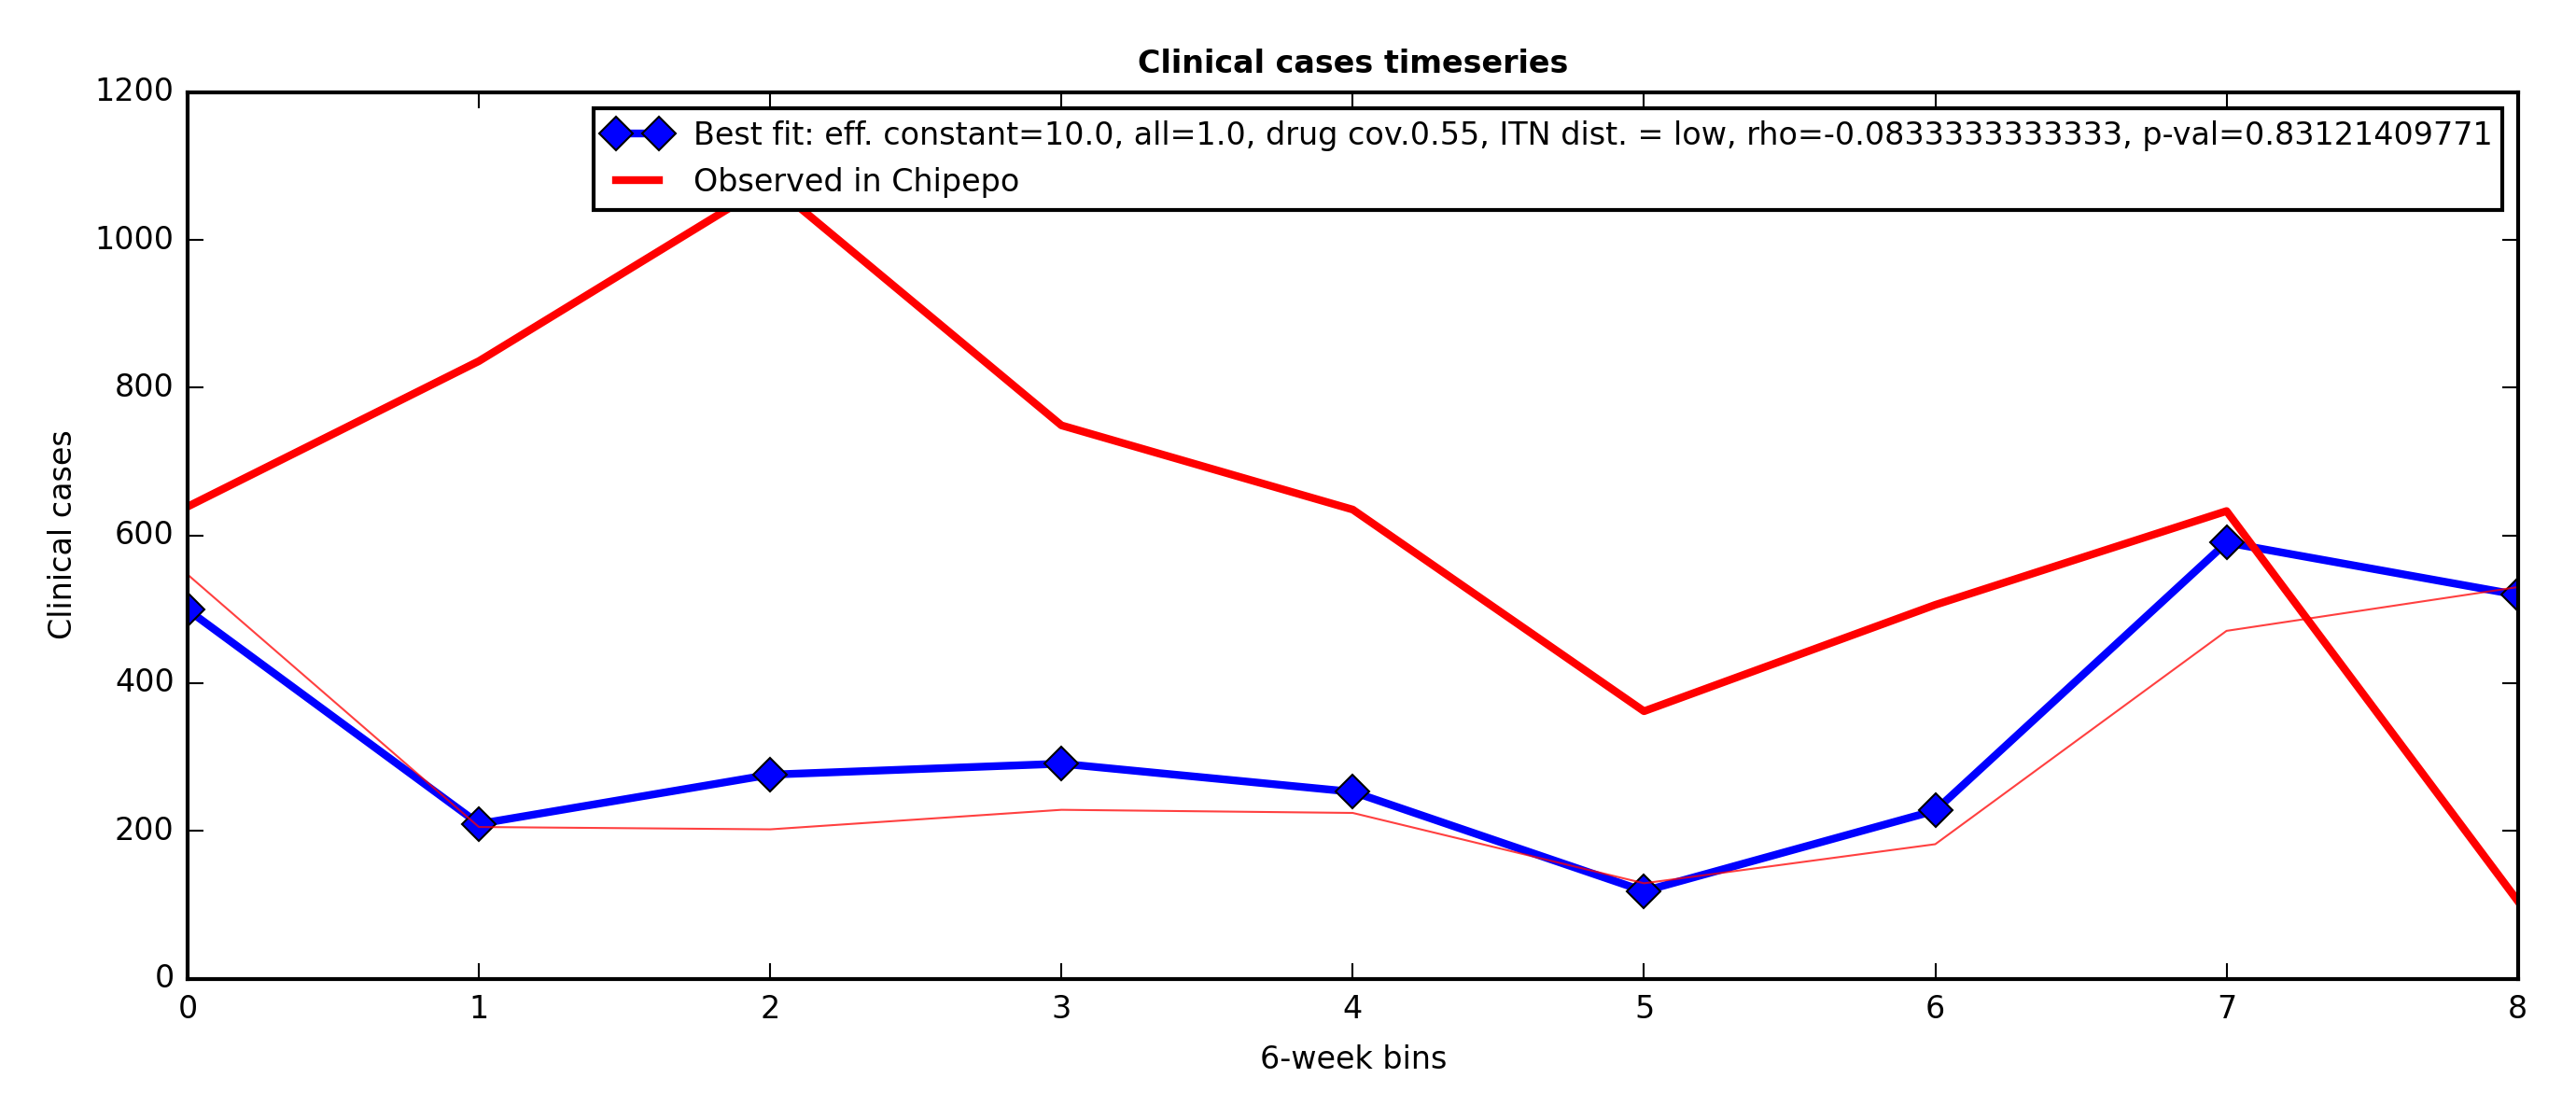 Clinical cases timeseries
Best fit: eff. constant=10.0, all=1.0, drug cov.0.55, ITN dist. = low, rho=-0.0833333333333, p-val=0.83121409771
Observed in Chipepo
1200
1000
800
600
400
200
0
Clinical cases
0 1 2 3 4 5 6 7 8
6-week bins